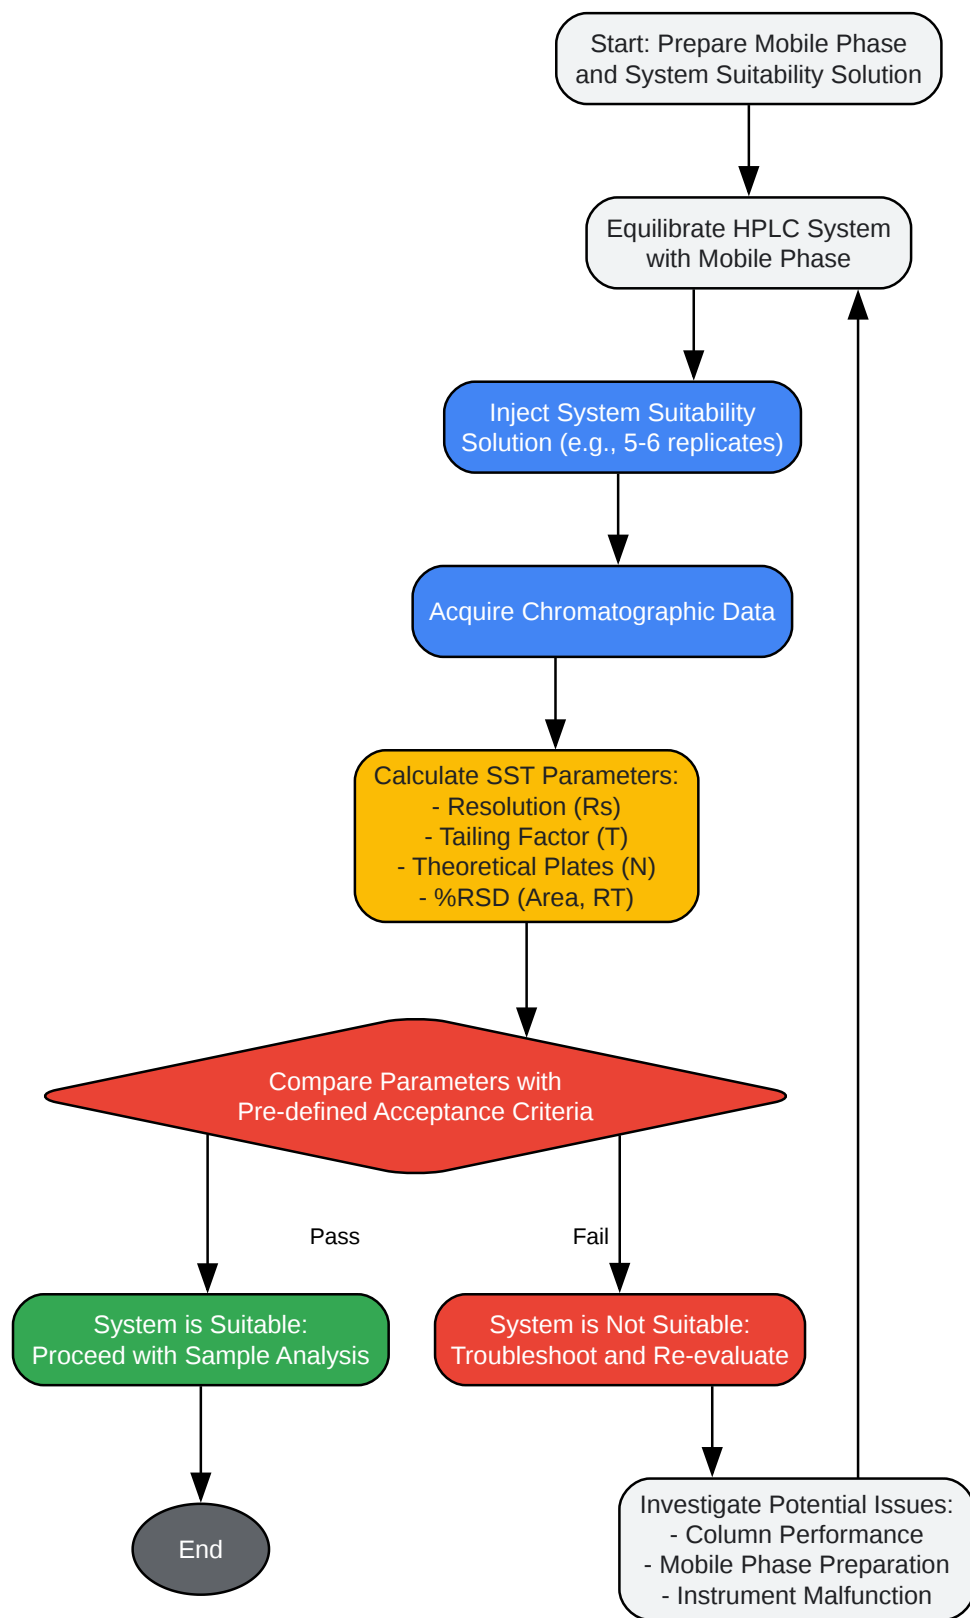 Start: Prepare Mobile Phase
and System Suitability Solution
Equilibrate HPLC System
with Mobile Phase
Inject System Suitability
Solution (e.g., 5-6 replicates)
Acquire Chromatographic Data
Calculate SST Parameters:
- Resolution (Rs)
- Tailing Factor (T)
- Theoretical Plates (N)
- %RSD (Area, RT)
Compare Parameters with
Pre-defined Acceptance Criteria
Pass
Fail
System is Suitable:
Proceed with Sample Analysis
System is Not Suitable:
Troubleshoot and Re-evaluate
End
Investigate Potential Issues:
- Column Performance
- Mobile Phase Preparation
- Instrument Malfunction